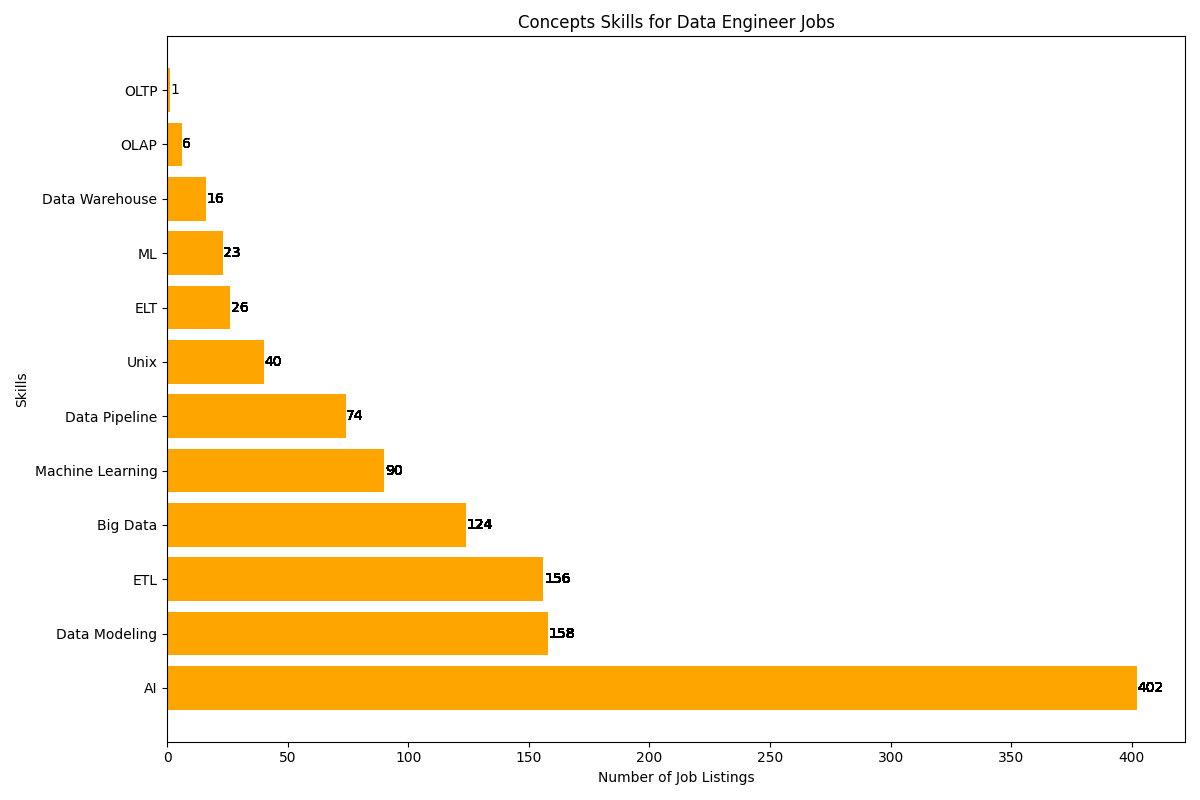 Concepts Skills for Data Engineer Jobs
OLTP 1
OLAP 6
Data Warehouse 16
ML 23
ELT 26
Unix 40
Data Pipeline 74
Machine Learning 90
Big Data 124
ETL 156
Data Modeling 158
AI 402
Skills
0 50 100 150 200 250 300 350 400
Number of Job Listings